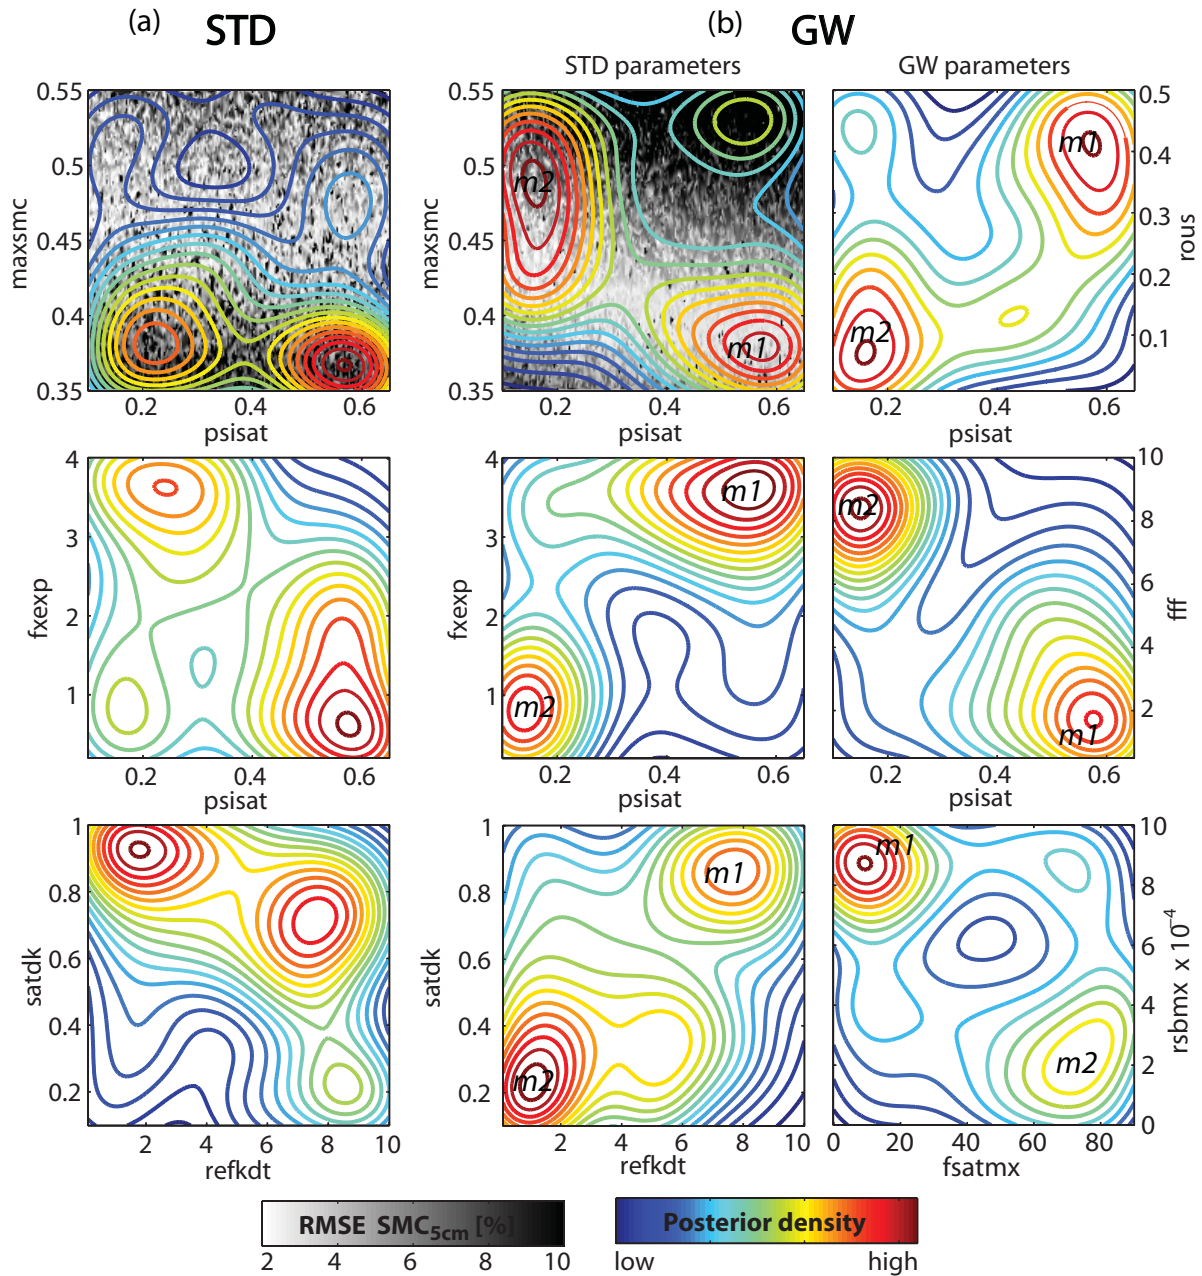 (a) STD
(b) GW
STD parameters
GW parameters
0.55
0.5
0.45
0.4
0.35
maxsmc
0.2 0.4 0.6
psisat
0.55
0.5
0.45
0.4
0.35
maxsmc
m2
m1
0.2 0.4 0.6
psisat
m1
m2
0.5
0.4
0.3
0.2
0.1
rous
0.2 0.4 0.6
psisat
4
3
2
1
fxexp
0.2 0.4 0.6
psisat
4
3
2
1
fxexp
m1
m2
0.2 0.4 0.6
psisat
m2
m1
10
8
6
4
2
fff
0.2 0.4 0.6
psisat
1
0.8
0.6
0.4
0.2
satdk
2 4 6 8 10
refkdt
1
0.8
0.6
0.4
0.2
satdk
m1
m2
2 4 6 8 10
refkdt
m1
m2
10
8
6
4
2
0
rsbmx x 10⁻⁴
0 20 40 60 80
fsatmx
RMSE SMC5cm [%]
2 4 6 8 10
Posterior density
low high